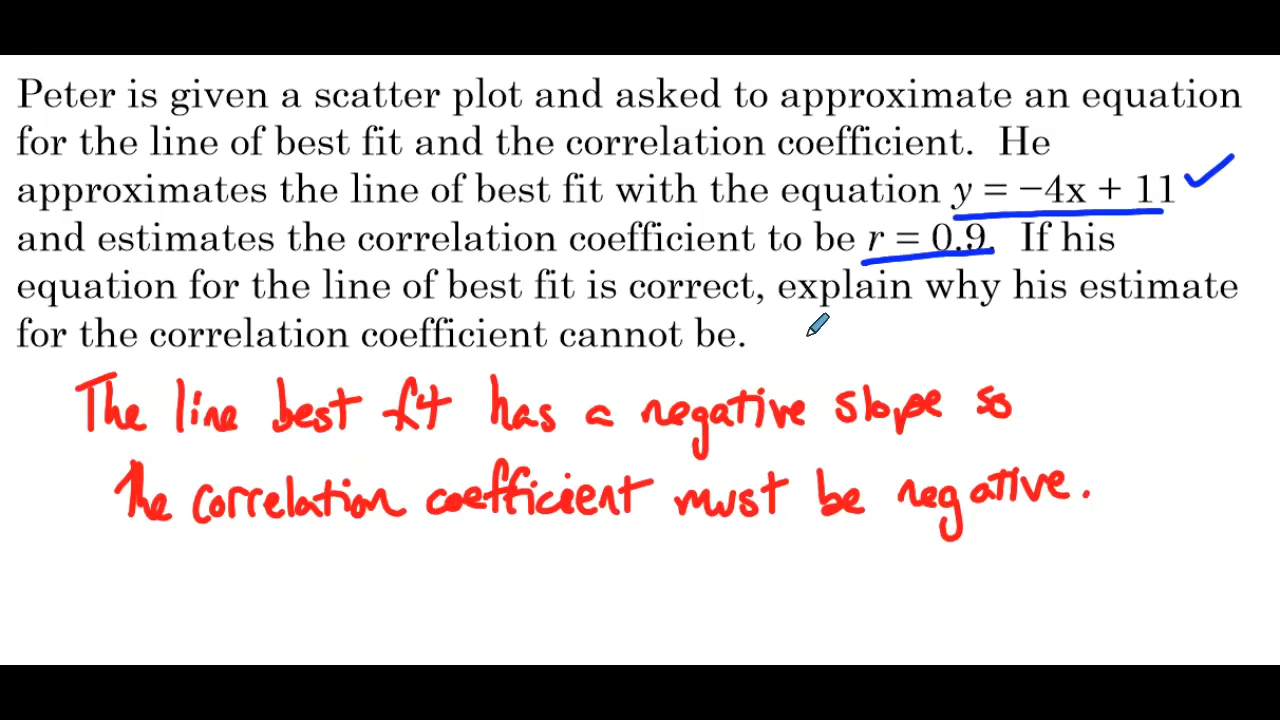 Peter is given a scatter plot and asked to approximate an equation
for the line of best fit and the correlation coefficient. He
approximates the line of best fit with the equation y = −4x + 11
and estimates the correlation coefficient to be r = 0.9. If his
equation for the line of best fit is correct, explain why his estimate
for the correlation coefficient cannot be.
The line best fit has a negative slope so
the correlation coefficient must be negative.